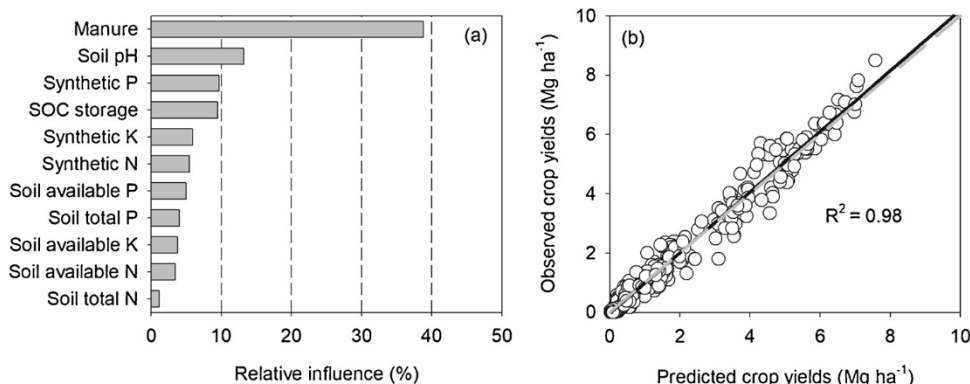 (a)
Manure
Soil pH
Synthetic P
SOC storage
Synthetic K
Synthetic N
Soil available P
Soil total P
Soil available K
Soil available N
Soil total N
0 10 20 30 40 50
Relative influence (%)
(b)
Observed crop yields (Mg ha⁻¹)
10
8
6
4
2
0
R² = 0.98
0 2 4 6 8 10
Predicted crop yields (Mg ha⁻¹)